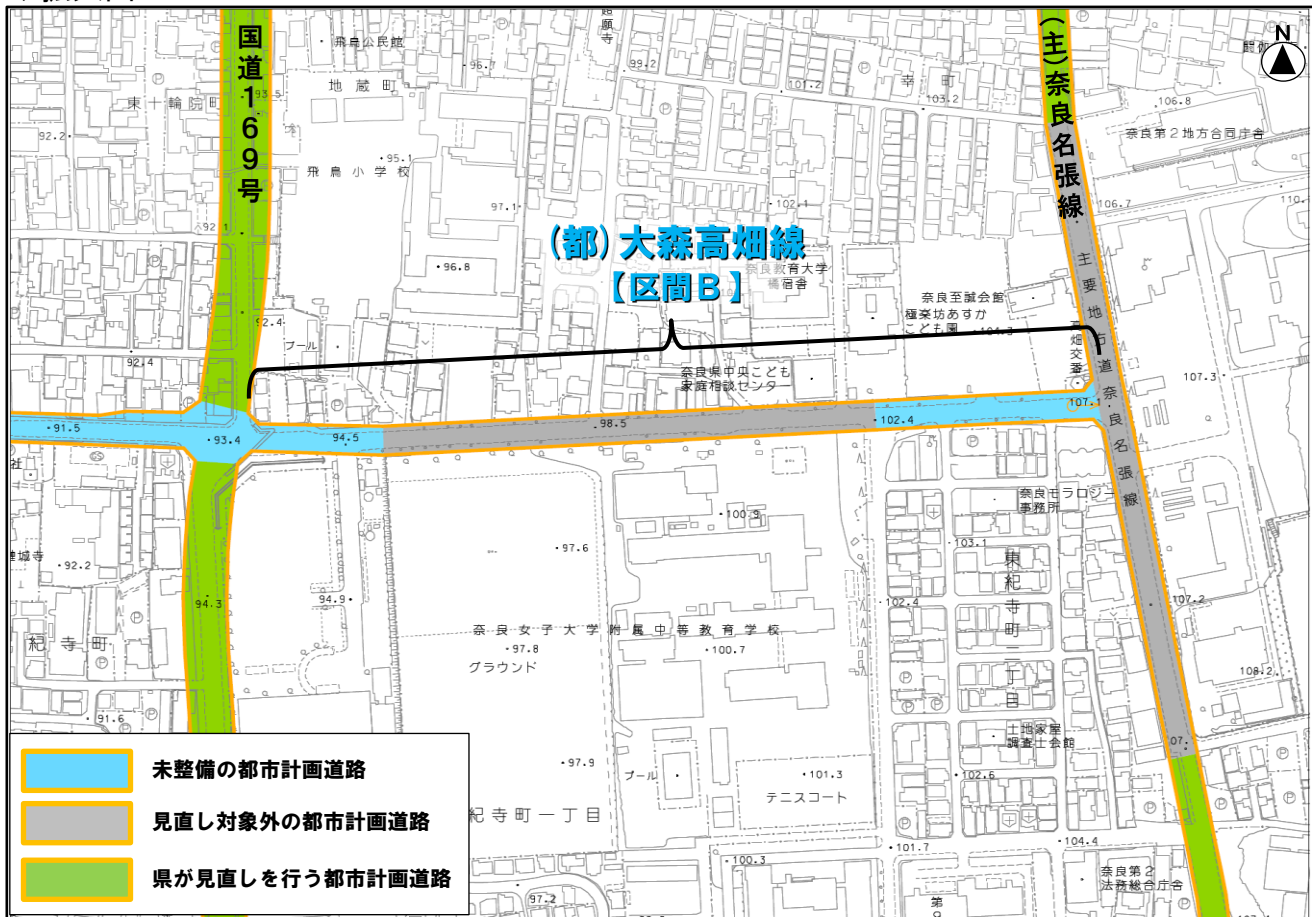 国道169号
(主)奈良名張線
N
飛鳥公民館
96.7
99.2
101.2
幸町
103.2
106.8
奈良第2地方合同庁舎
地蔵町
93.5
東十輪院町
92.2
95.1
飛鳥小学校
97.1
102.1
106.7
96.8
(都)大森高畑線
【区間B】
奈良教育大学
主要地方道奈良名張線
奈良至誠会館
極楽坊あすか
こども園
101.3
高畑交番
92.4
プール
92.4
奈良県中央こども
家庭相談センター
107.3
107.1
91.5
93.4
94.5
98.5
102.4
奈良モラロジー
事務所
100.9
97.6
103.1
東紀寺町一丁目
92.2
94.3
94.9
102.4
107.2
紀寺町
奈良女子大学附属中等教育学校
97.8
100.7
グラウンド
108.2
91.6
土地家屋
調査士会館
97.9
プール
101.3
テニスコート
102.6
紀寺町一丁目
101.7
104.4
100.3
奈良第2
法務総合庁舎
97.2
未整備の都市計画道路
見直し対象外の都市計画道路
県が見直しを行う都市計画道路